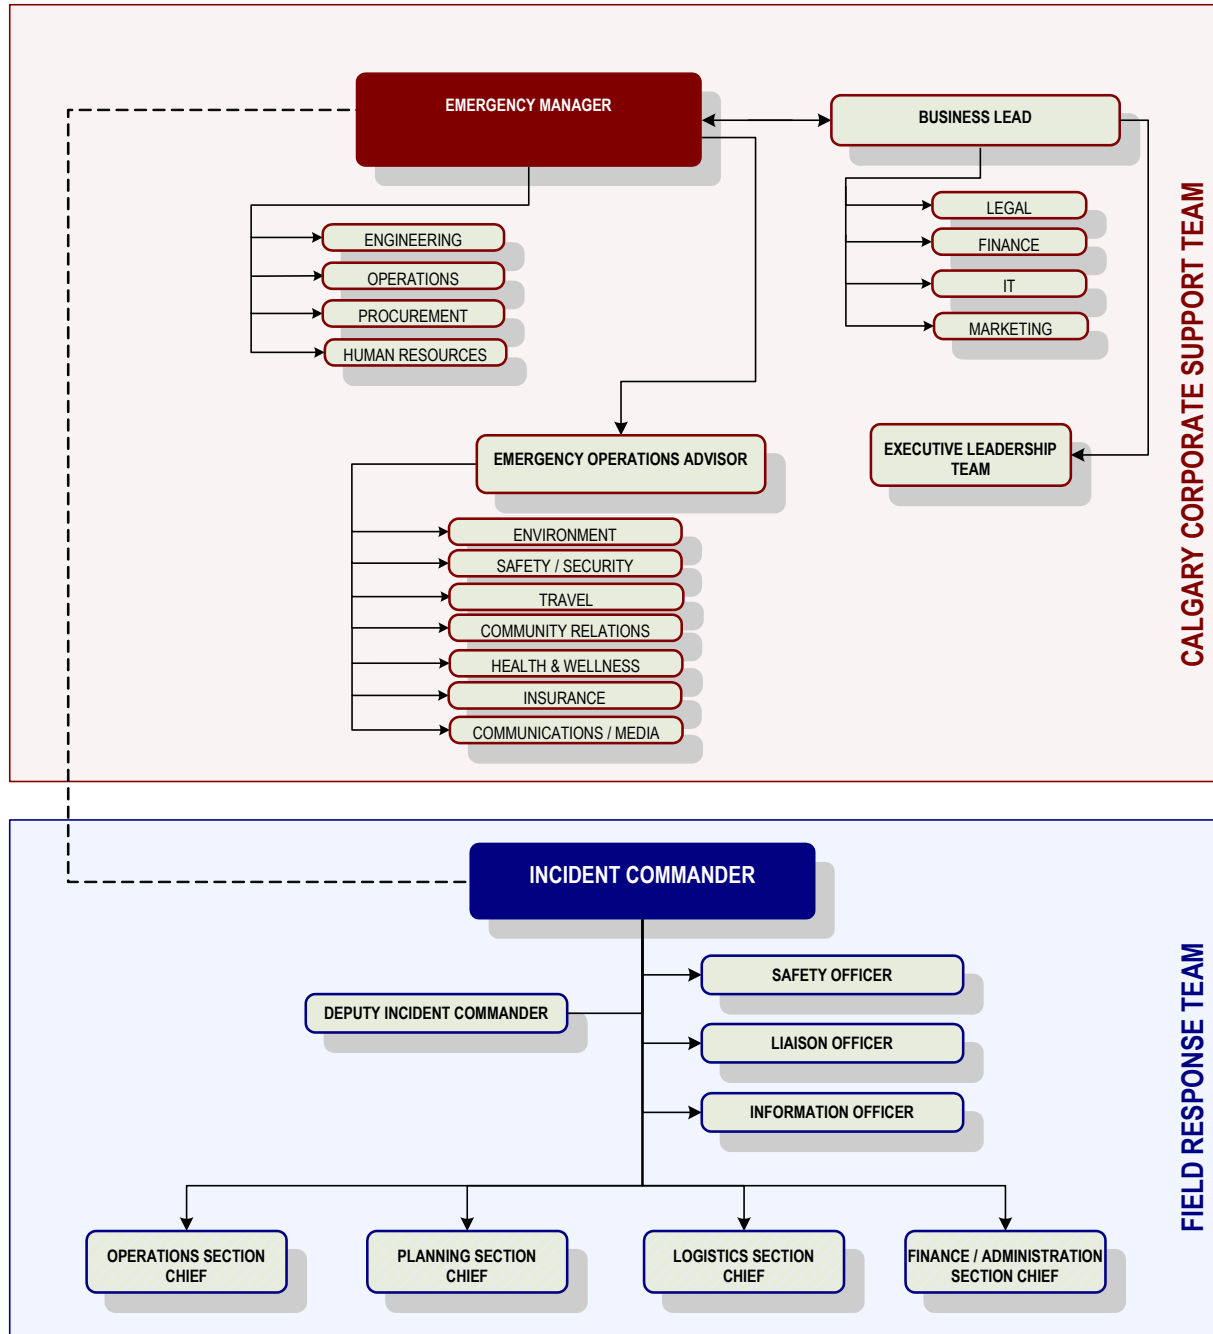 EMERGENCY MANAGER
BUSINESS LEAD
LEGAL
FINANCE
IT
MARKETING
ENGINEERING
OPERATIONS
PROCUREMENT
HUMAN RESOURCES
EXECUTIVE LEADERSHIP
TEAM
EMERGENCY OPERATIONS ADVISOR
ENVIRONMENT
SAFETY / SECURITY
TRAVEL
COMMUNITY RELATIONS
HEALTH & WELLNESS
INSURANCE
COMMUNICATIONS / MEDIA
CALGARY CORPORATE SUPPORT TEAM
INCIDENT COMMANDER
SAFETY OFFICER
DEPUTY INCIDENT COMMANDER
LIAISON OFFICER
INFORMATION OFFICER
OPERATIONS SECTION
CHIEF
PLANNING SECTION
CHIEF
LOGISTICS SECTION
CHIEF
FINANCE / ADMINISTRATION
SECTION CHIEF
FIELD RESPONSE TEAM